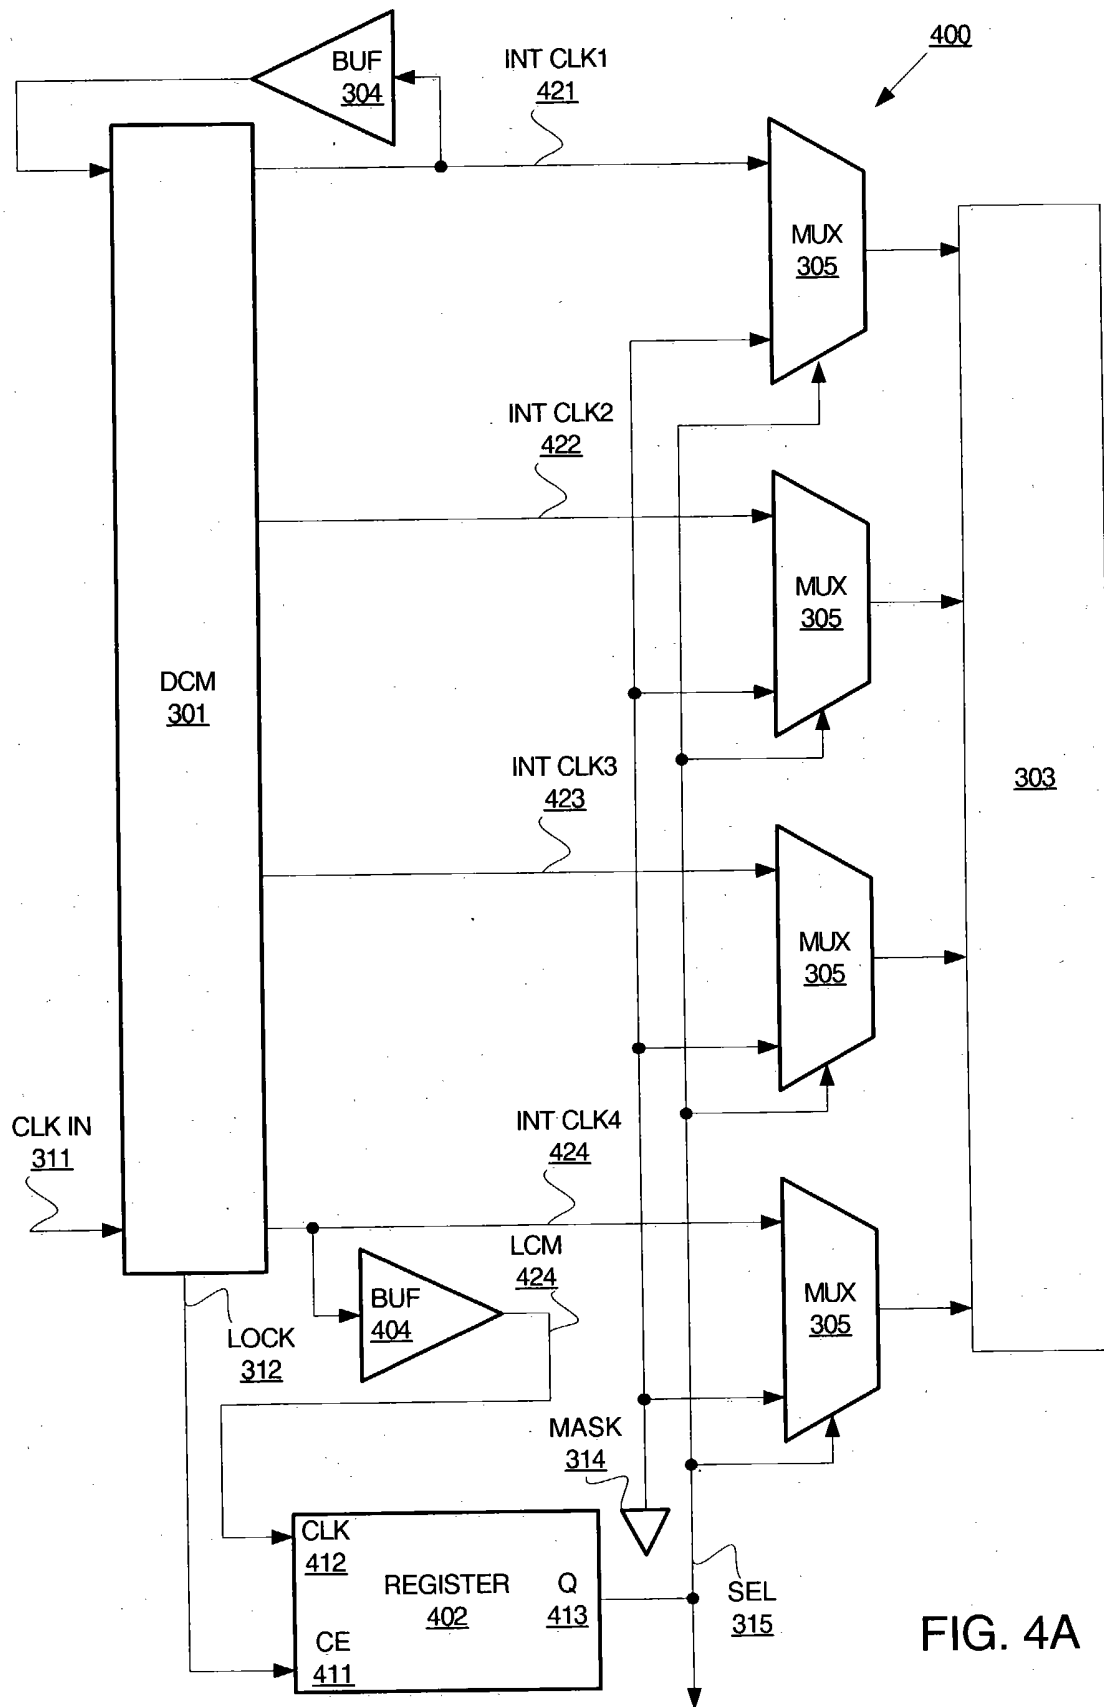 400
BUF
304
INT CLK1
421
MUX
305
INT CLK2
422
MUX
305
DCM
301
INT CLK3
423
303
MUX
305
CLK IN
311
INT CLK4
424
LCM
424
BUF
404
MUX
305
LOCK
312
MASK
314
CLK
412
REGISTER
402
Q
413
CE
411
SEL
315
FIG. 4A